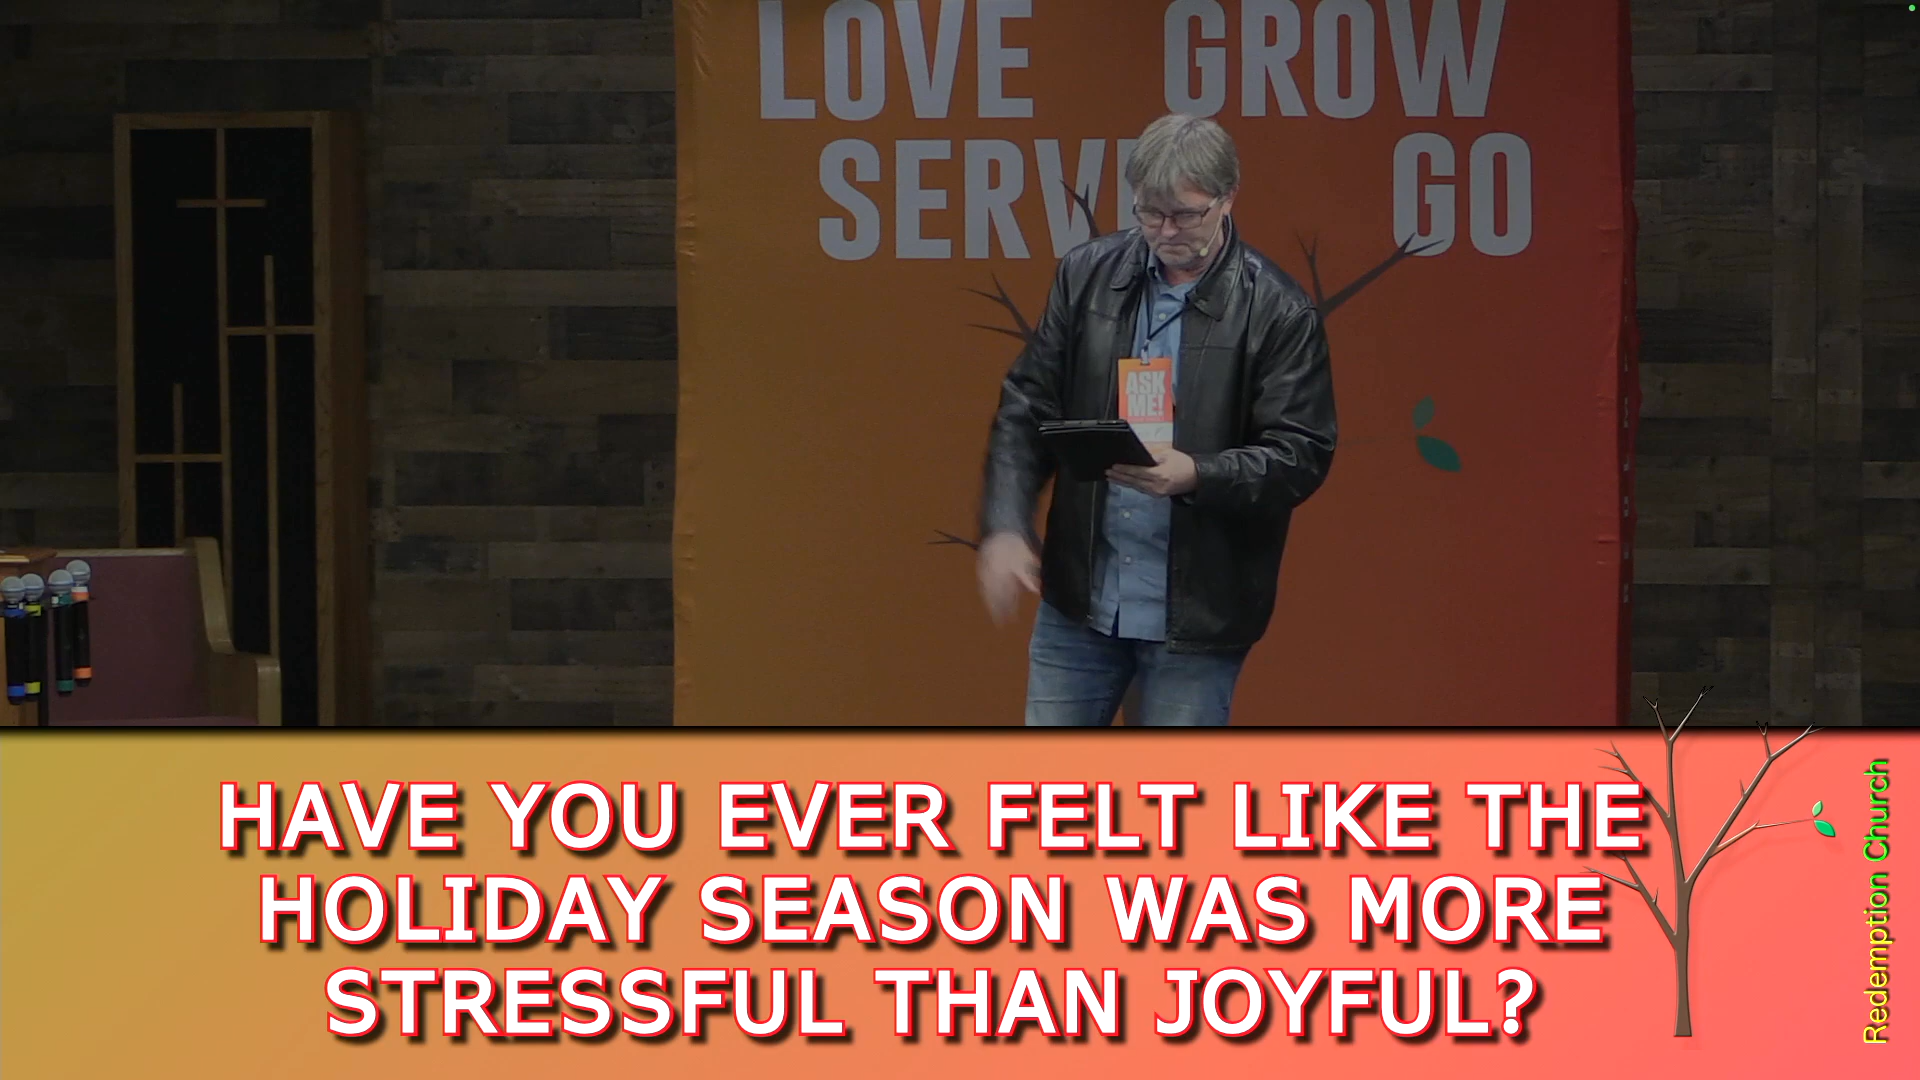 LOVE GROW
SERVE GO
ASK
ME!
HAVE YOU EVER FELT LIKE THE
HOLIDAY SEASON WAS MORE
STRESSFUL THAN JOYFUL?
Redemption Church